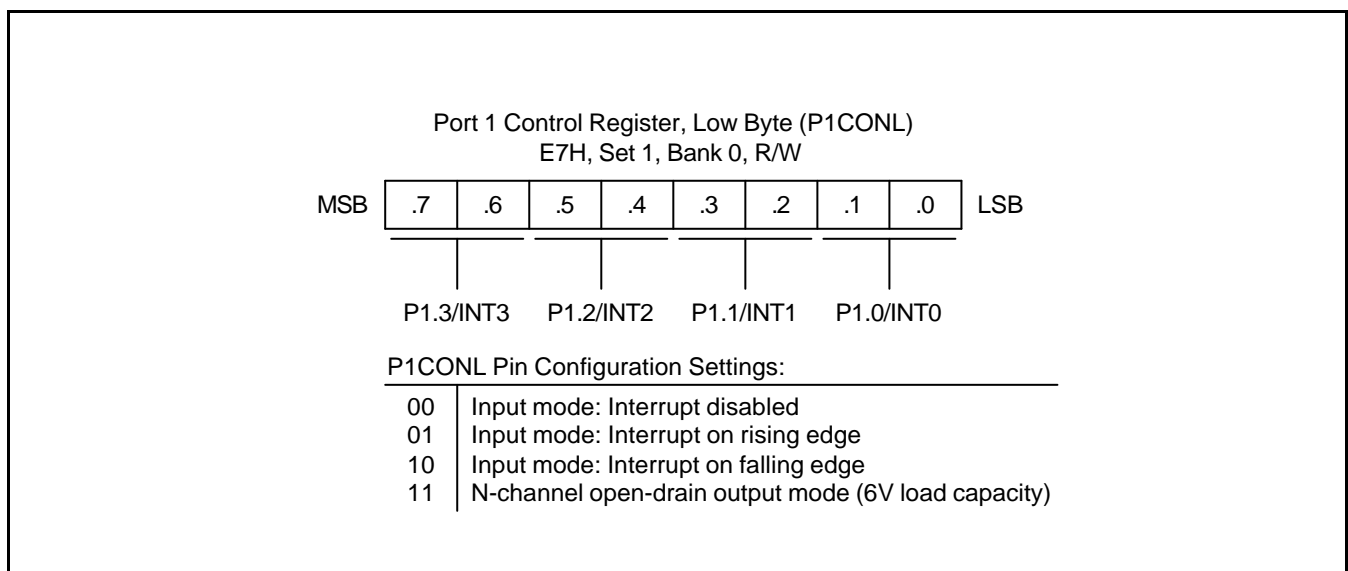 Port 1 Control Register, Low Byte (P1CONL)
E7H, Set 1, Bank 0, R/W
MSB .7 .6 .5 .4 .3 .2 .1 .0 LSB
P1.3/INT3 P1.2/INT2 P1.1/INT1 P1.0/INT0
P1CONL Pin Configuration Settings:
00 Input mode: Interrupt disabled
01 Input mode: Interrupt on rising edge
10 Input mode: Interrupt on falling edge
11 N-channel open-drain output mode (6V load capacity)